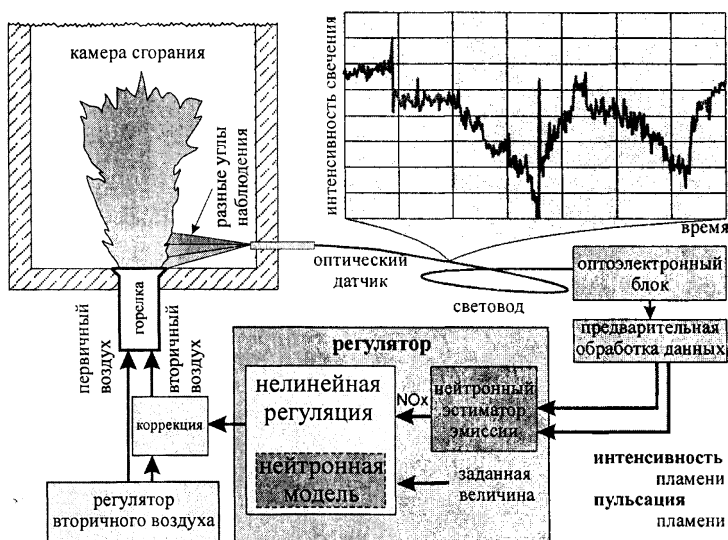 камера сгорания
разные углы
наблюдения
интенсивность свечения
время
оптический
датчик
световод
оптоэлектронный
блок
предварительная
обработка данных
горелка
первичный
воздух
вторичный
воздух
регулятор
нелинейная
регуляция
NOx
нейтронный
эстиматор
эмиссии
коррекция
нейтронная
модель
заданная
величина
интенсивность
пламени
пульсация
пламени
регулятор
вторичного воздуха